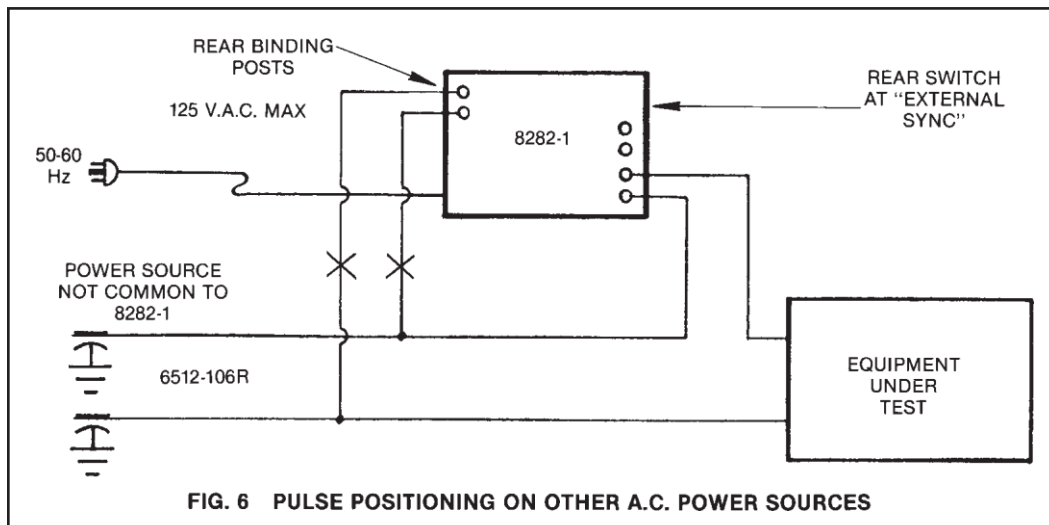 REAR BINDING
POSTS
125 V.A.C. MAX
8282-1
REAR SWITCH
AT "EXTERNAL
SYNC"
50-60
Hz
POWER SOURCE
NOT COMMON TO
8282-1
6512-106R
EQUIPMENT
UNDER
TEST
FIG. 6 PULSE POSITIONING ON OTHER A.C. POWER SOURCES